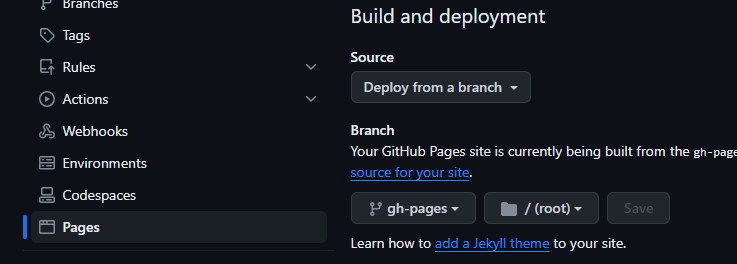 Branches
Tags
Rules
Actions
Webhooks
Environments
Codespaces
Pages
Build and deployment
Source
Deploy from a branch
Branch
Your GitHub Pages site is currently being built from the gh-page
source for your site.
gh-pages
/ (root)
Save
Learn how to add a Jekyll theme to your site.